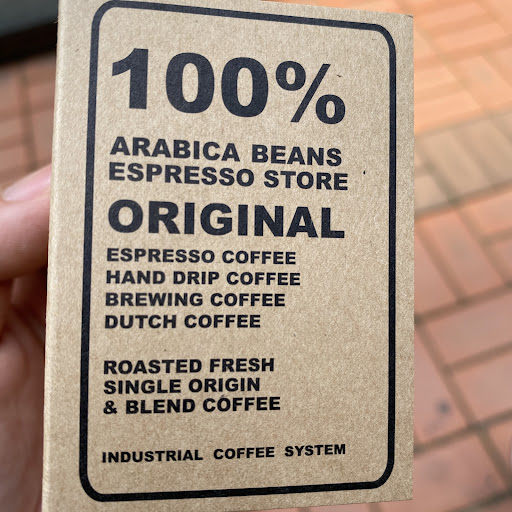 100%
ARABICA BEANS
ESPRESSO STORE
ORIGINAL
ESPRESSO COFFEE
HAND DRIP COFFEE
BREWING COFFEE
DUTCH COFFEE
ROASTED FRESH
SINGLE ORIGIN
& BLEND COFFEE
INDUSTRIAL COFFEE SYSTEM